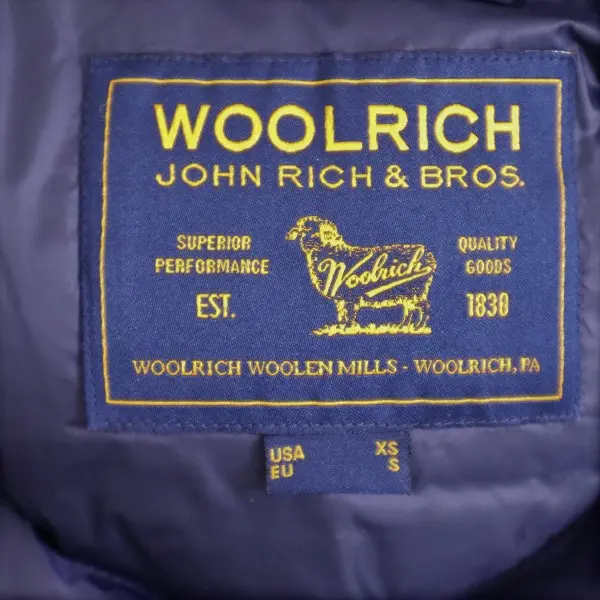 WOOLRICH
JOHN RICH & BROS.
SUPERIOR
PERFORMANCE
EST.
Woolrich
QUALITY
GOODS
1830
WOOLRICH WOOLEN MILLS - WOOLRICH, PA
USA XS
EU S